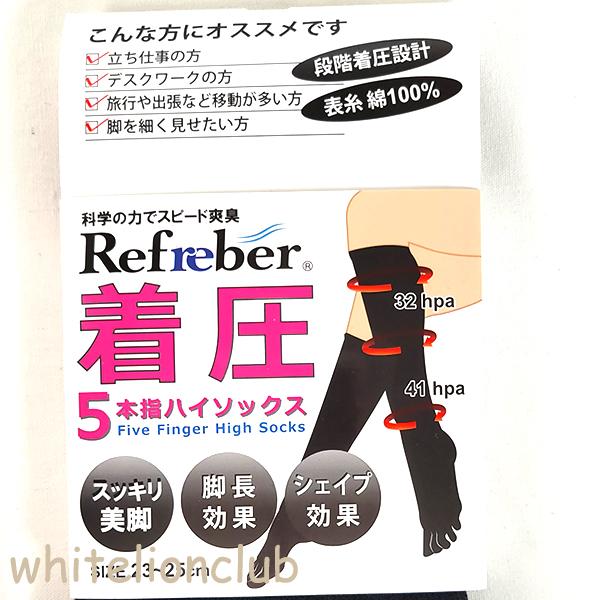 こんな方にオススメです
立ち仕事の方
デスクワークの方
旅行や出張など移動が多い方
脚を細く見せたい方
段階着圧設計
表糸 綿100%
科学の力でスピード爽臭
Refreber®
着圧
5本指ハイソックス
Five Finger High Socks
32 hpa
41 hpa
スッキリ
美脚
脚長
効果
シェイプ
効果
SIZE 23~25cm
whitelionclub